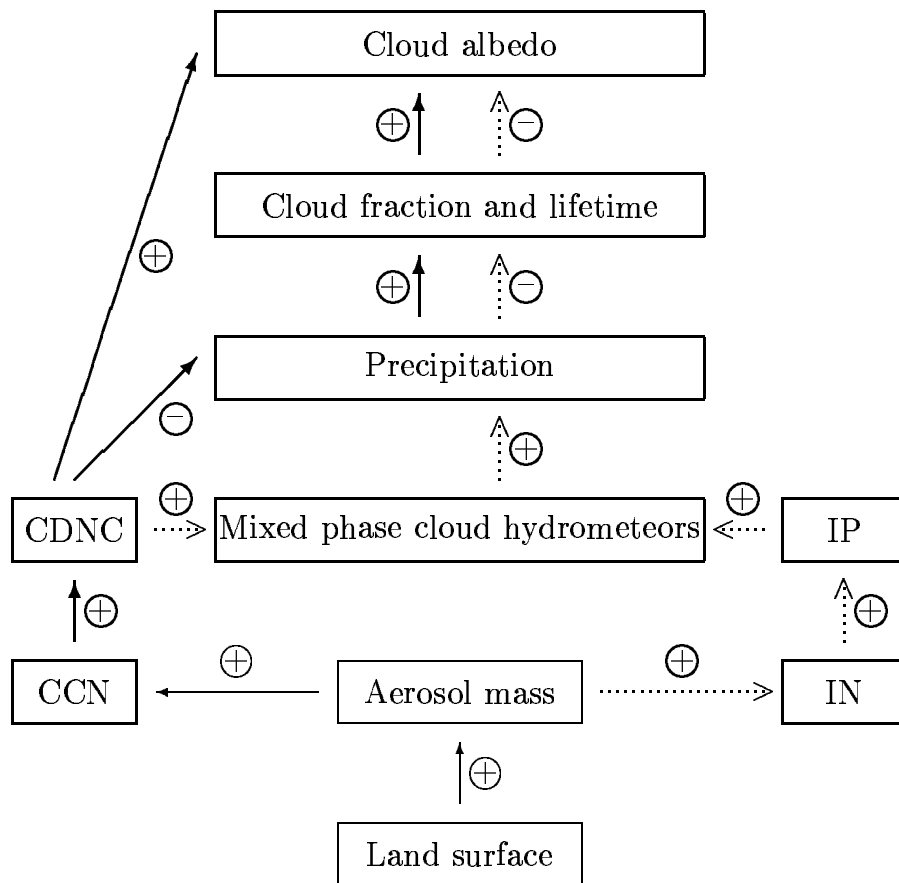 Cloud albedo
⊕
⊖
Cloud fraction and lifetime
⊕
⊕
⊖
Precipitation
⊖
⊕
⊕
⊕
CDNC
Mixed phase cloud hydrometeors
IP
⊕
⊕
⊕
⊕
CCN
Aerosol mass
IN
⊕
Land surface